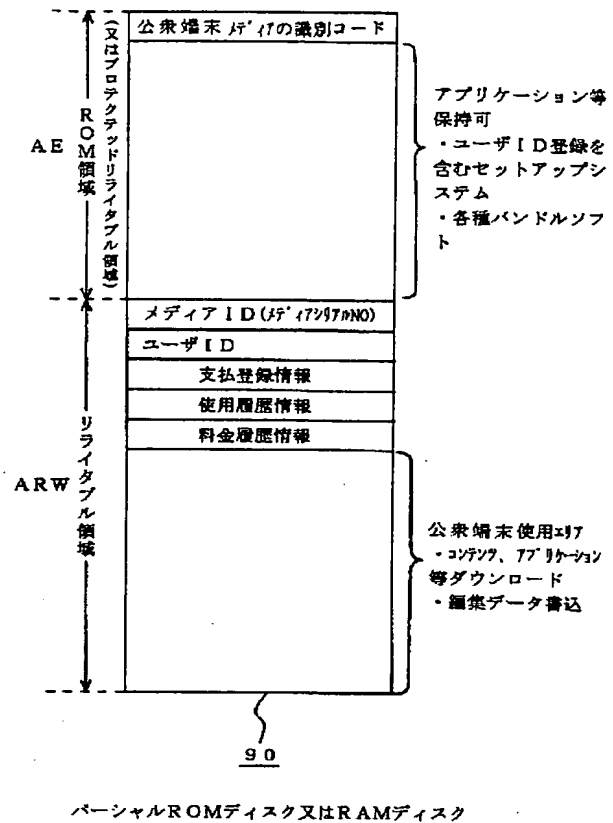 公衆端末メディアの識別コード
AE
ROM領域
(又はプロテクテッドリライタブル領域)
アプリケーション等
保持可
・ユーザID登録を
含むセットアップシ
ステム
・各種バンドルソフ
ト
メディアID(メディアシリアルNO)
ユーザID
支払登録情報
使用履歴情報
料金履歴情報
ARW
リライタブル領域
公衆端末使用エリア
・コンテンツ、アプリケーション
等ダウンロード
・編集データ書込
90
パーシャルROMディスク又はRAMディスク